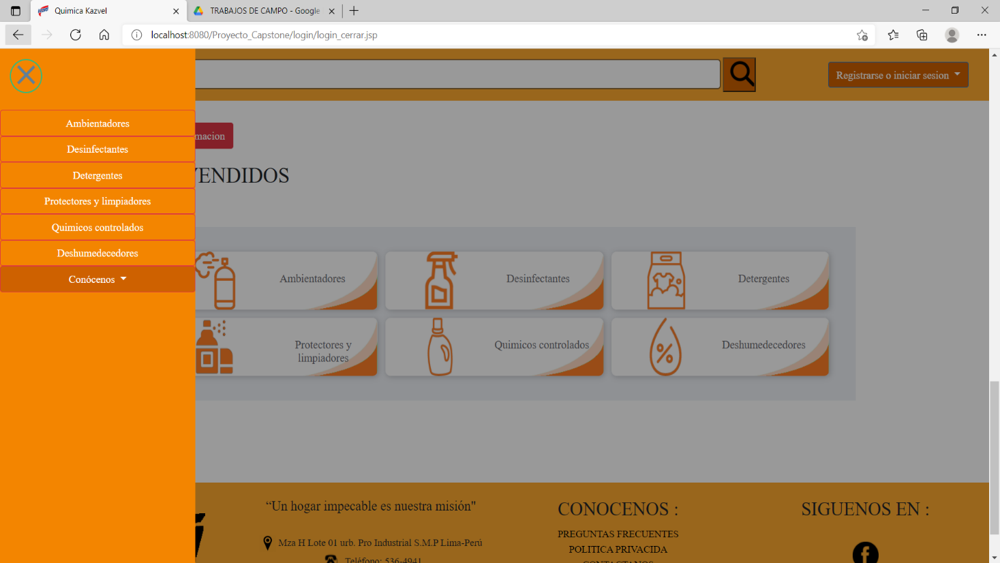 Quimica Kazvel
TRABAJOS DE CAMPO - Google
localhost:8080/Proyecto_Capstone/login/login_cerrar.jsp
Registrarse o iniciar sesion
Ambientadores
Desinfectantes
Detergentes
Protectores y limpiadores
Quimicos controlados
Deshumedecedores
Conócenos
macion
VENDIDOS
Ambientadores
Desinfectantes
Detergentes
Protectores y
limpiadores
Quimicos controlados
Deshumedecedores
%
“Un hogar impecable es nuestra misión"
Mza H Lote 01 urb. Pro Industrial S.M.P Lima-Perú
Teléfono: 536-4941
CONOCENOS :
PREGUNTAS FRECUENTES
POLITICA PRIVACIDA
CONTACTANOS
SIGUENOS EN :